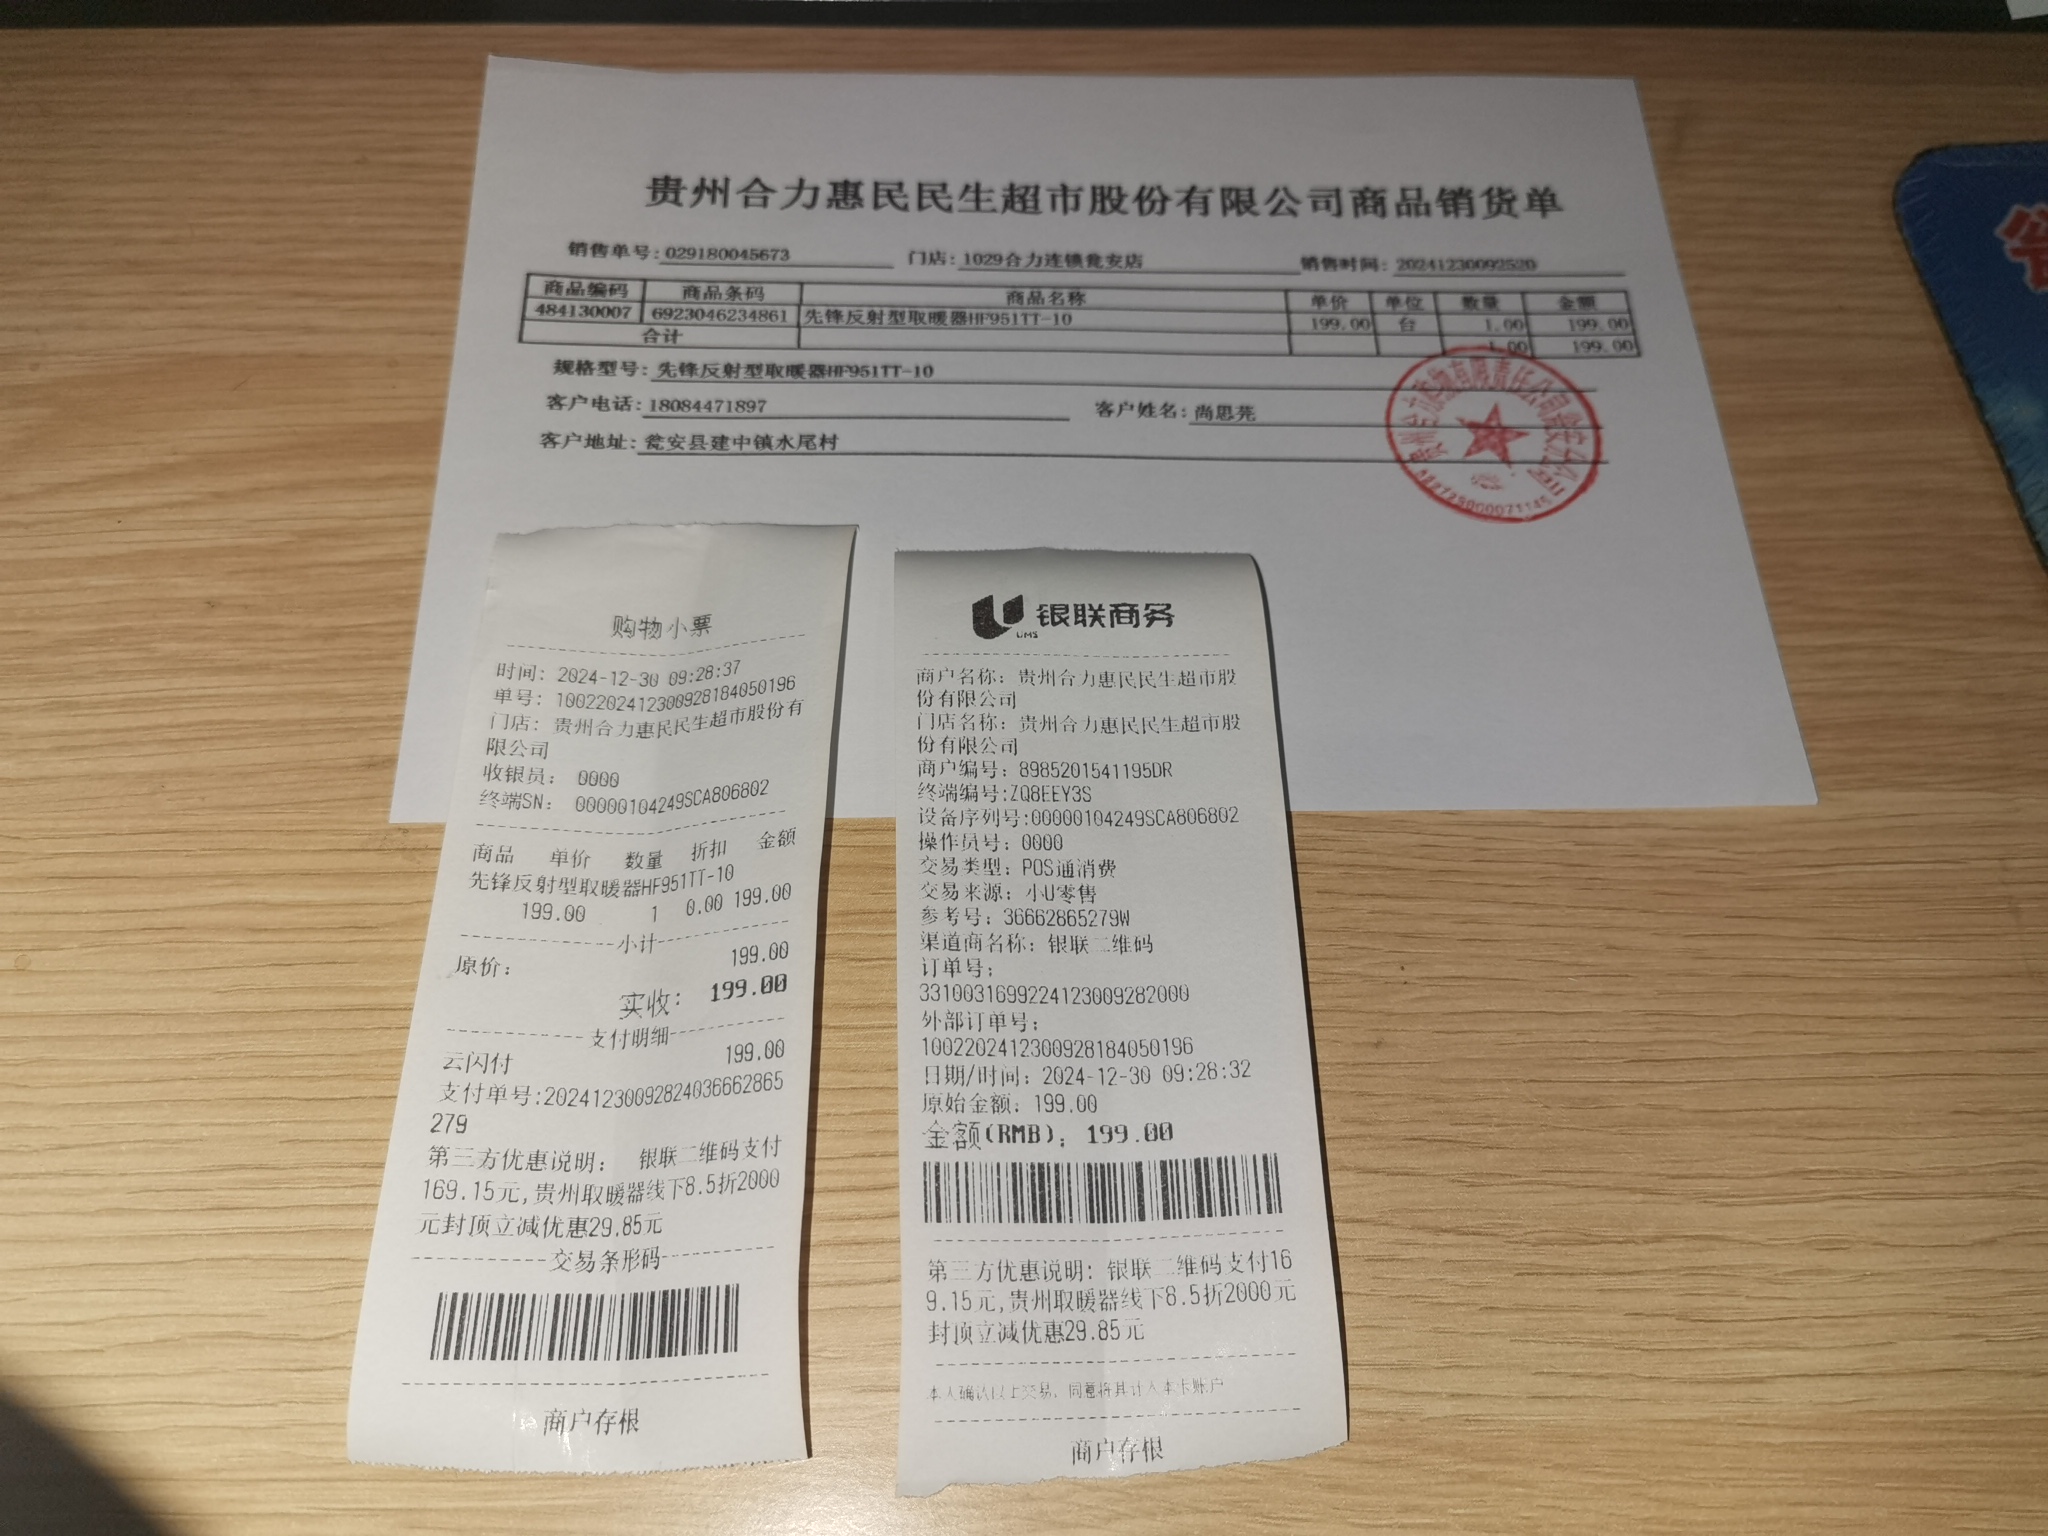 贵州合力惠民民生超市股份有限公司商品销货单
销售单号:029180045673 门店:1029合力连锁瓮安店 销售时间:20241230092520
商品编码 商品条码 商品名称 单价 单位 数量 金额
484130007 6923046234861 先锋反射型取暖器HF951TT-10 199.00 台 1.00 199.00
合计 1.00 199.00
规格型号:先锋反射型取暖器HF951TT-10
客户电话:18084471897 客户姓名:尚思芫
客户地址:瓮安县建中镇水尾村
购物小票
时间: 2024-12-30 09:28:37
单号: 1002202412300928184050196
门店: 贵州合力惠民民生超市股份有
限公司
收银员: 0000
终端SN: 00000104249SCA806802
商品 单价 数量 折扣 金额
先锋反射型取暖器HF951TT-10
199.00 1 0.00 199.00
小计
原价: 199.00
实收: 199.00
支付明细
云闪付 199.00
支付单号:20241230092824036662865
279
第三方优惠说明: 银联二维码支付
169.15元,贵州取暖器线下8.5折2000
元封顶立减优惠29.85元
交易条形码
商户存根
UMS 银联商务
商户名称: 贵州合力惠民民生超市股
份有限公司
门店名称: 贵州合力惠民民生超市股
份有限公司
商户编号: 8985201541195DR
终端编号:ZQ8EEY3S
设备序列号:00000104249SCA806802
操作员号: 0000
交易类型: POS通消费
交易来源: 小U零售
参考号: 36662865279W
渠道商名称: 银联二维码
订单号:
33100316992241230092820​00
外部订单号:
1002202412300928184050196
日期/时间: 2024-12-30 09:28:32
原始金额: 199.00
金额(RMB): 199.00
第三方优惠说明: 银联二维码支付16
9.15元,贵州取暖器线下8.5折2000元
封顶立减优惠29.85元
本人确认以上交易, 同意将其计入本卡账户
商户存根